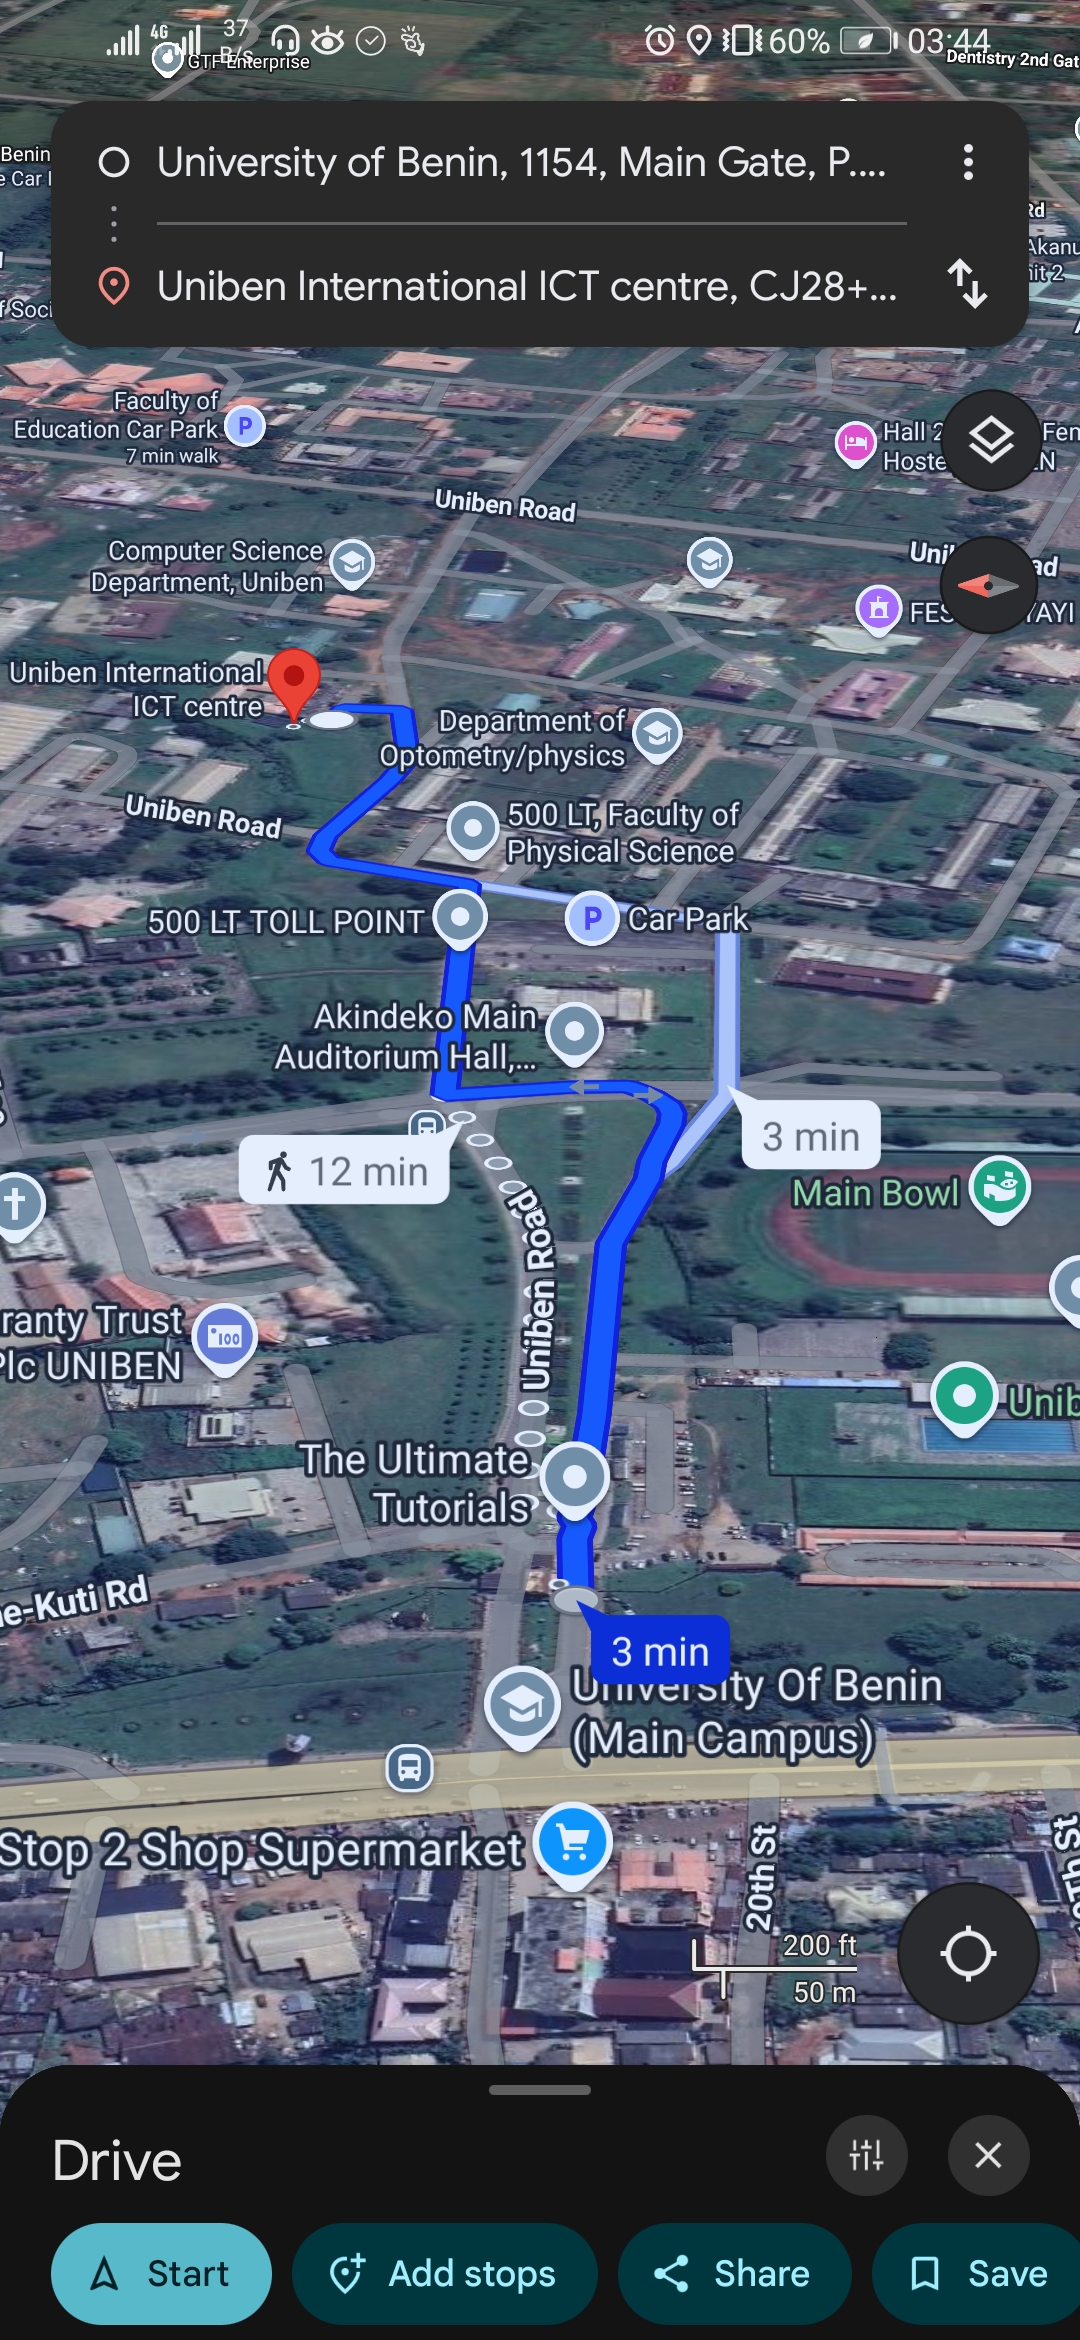 4G
37
B/s
60%
03:44
GTF Enterprise
Dentistry 2nd Gat
University of Benin, 1154, Main Gate, P....
Uniben International ICT centre, CJ28+...
Benin
e Car
Rd
Akanu
nit 2
f Soci
Faculty of
Education Car Park
7 min walk
Hall 2
Fem
Hoste
N
Uniben Road
Computer Science
Department, Uniben
Uni
ad
FES
AYI
Uniben International
ICT centre
Department of
Optometry/physics
Uniben Road
500 LT, Faculty of
Physical Science
500 LT TOLL POINT
P
Car Park
Akindeko Main
Auditorium Hall,...
3 min
12 min
Main Bowl
Uniben Road
ranty Trust
Plc UNIBEN
Unib
The Ultimate
Tutorials
e-Kuti Rd
3 min
University Of Benin
(Main Campus)
Stop 2 Shop Supermarket
20th St
Th St
200 ft
50 m
Drive
Start
Add stops
Share
Save